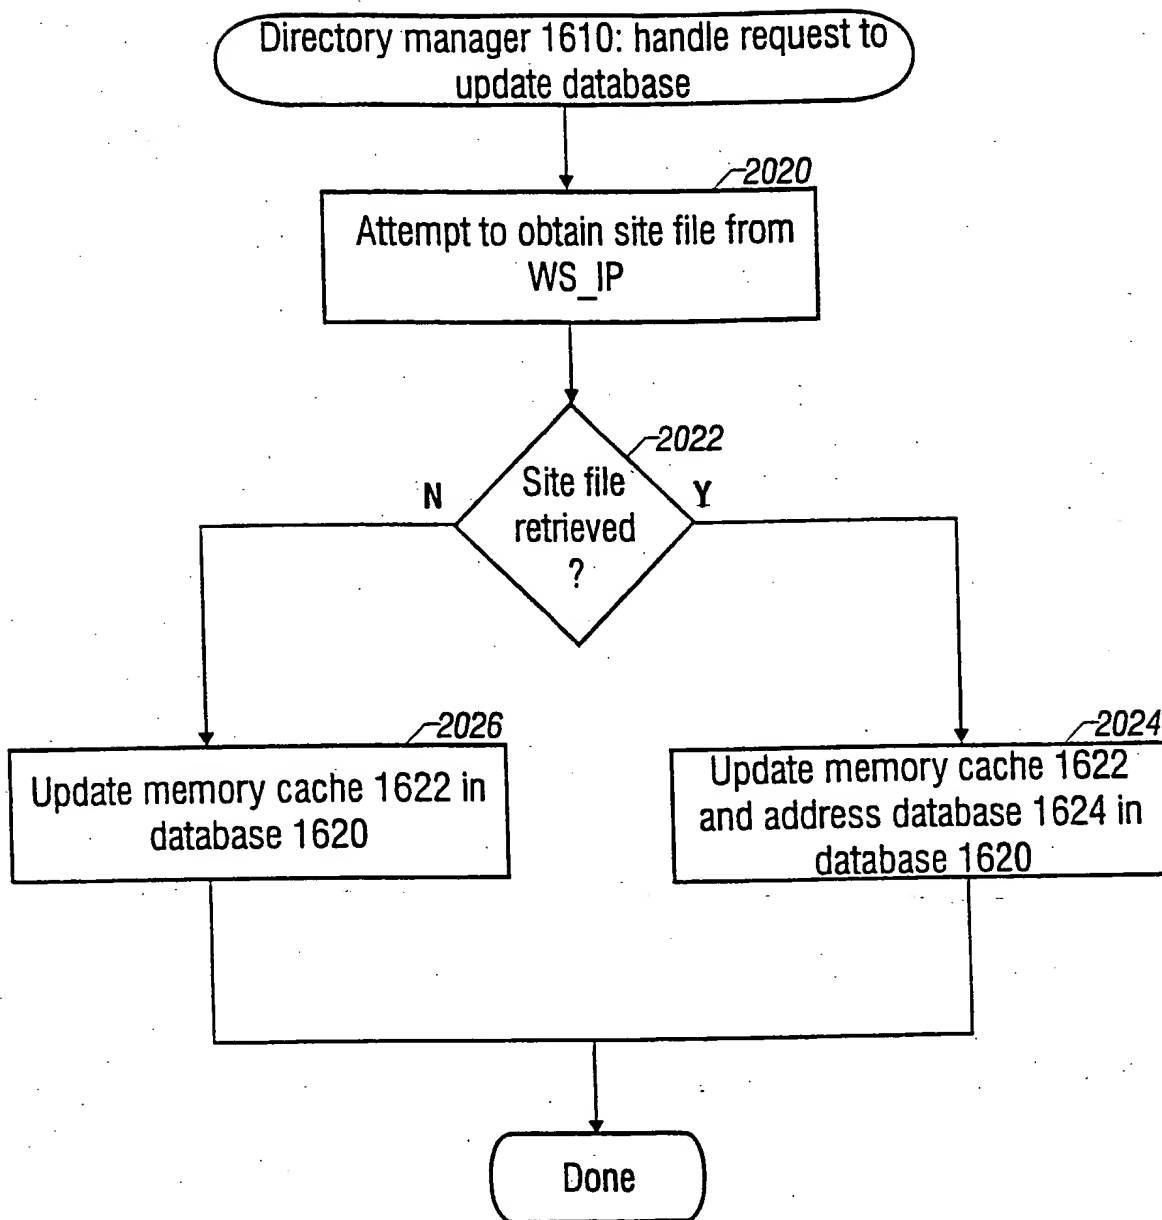 Directory manager 1610: handle request to
update database
2020
Attempt to obtain site file from
WS_IP
2022
N
Site file
Y
retrieved
?
2026
Update memory cache 1622 in
database 1620
2024
Update memory cache 1622
and address database 1624 in
database 1620
Done